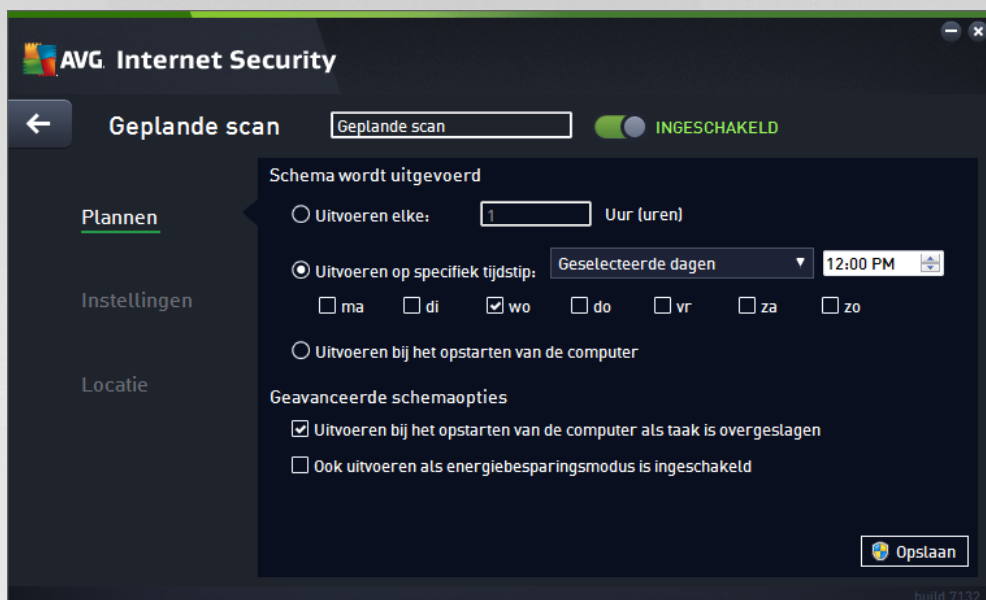 AVG. Internet Security
Geplande scan
Geplande scan
INGESCHAKELD
Plannen
Instellingen
Locatie
Schema wordt uitgevoerd
Uitvoeren elke: 1 Uur (uren)
Uitvoeren op specifiek tijdstip: Geselecteerde dagen 12:00 PM
ma di wo do vr za zo
Uitvoeren bij het opstarten van de computer
Geavanceerde schemaopties
Uitvoeren bij het opstarten van de computer als taak is overgeslagen
Ook uitvoeren als energiebesparingsmodus is ingeschakeld
Opslaan
build 7132